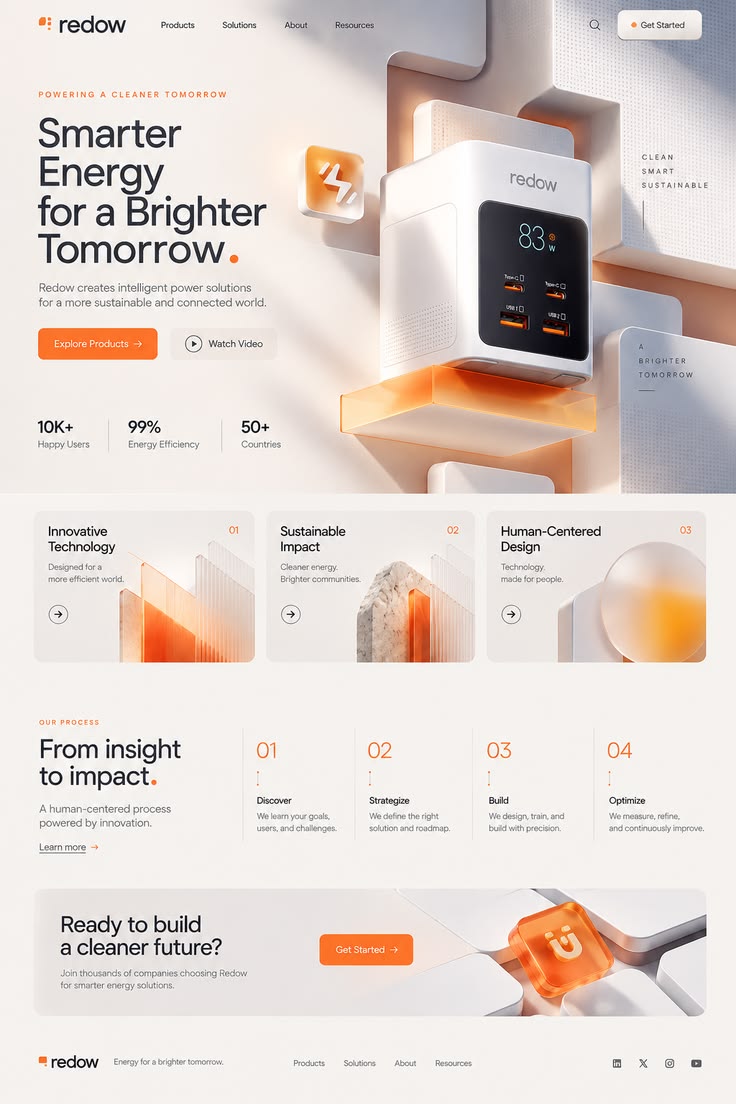 redow
Products
Solutions
About
Resources
Get Started
POWERING A CLEANER TOMORROW
Smarter
Energy
for a Brighter
Tomorrow.
Redow creates intelligent power solutions
for a more sustainable and connected world.
Explore Products →
Watch Video
10K+
Happy Users
99%
Energy Efficiency
50+
Countries
redow
83 W
Type-C
Type-C
USB 1
USB 2
CLEAN
SMART
SUSTAINABLE
A
BRIGHTER
TOMORROW
Innovative
Technology
01
Designed for a
more efficient world.
Sustainable
Impact
02
Cleaner energy.
Brighter communities.
Human-Centered
Design
03
Technology.
made for people.
OUR PROCESS
From insight
to impact.
A human-centered process
powered by innovation.
Learn more →
01
Discover
We learn your goals,
users, and challenges.
02
Strategize
We define the right
solution and roadmap.
03
Build
We design, train, and
build with precision.
04
Optimize
We measure, refine,
and continuously improve.
Ready to build
a cleaner future?
Join thousands of companies choosing Redow
for smarter energy solutions.
Get Started →
redow
Energy for a brighter tomorrow.
Products
Solutions
About
Resources